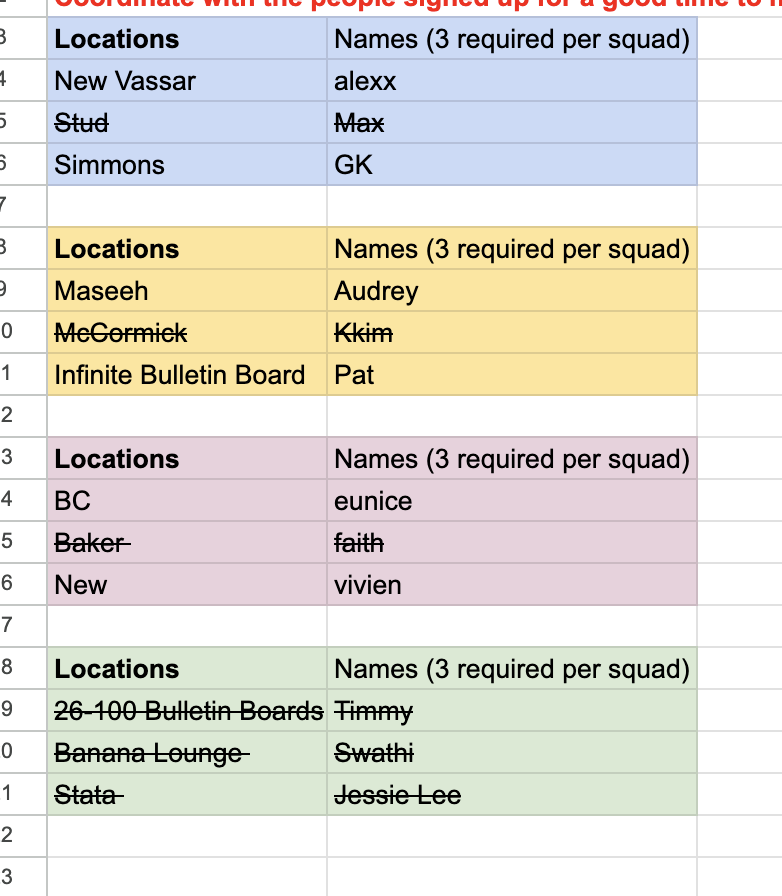 Coordinate with the people signed up for a good time to
3 Locations Names (3 required per squad)
4 New Vassar alexx
5 Stud Max
6 Simmons GK
7
8 Locations Names (3 required per squad)
9 Maseeh Audrey
0 McCormick Kkim
1 Infinite Bulletin Board Pat
2
3 Locations Names (3 required per squad)
4 BC eunice
5 Baker faith
6 New vivien
7
8 Locations Names (3 required per squad)
9 26-100 Bulletin Boards Timmy
0 Banana Lounge Swathi
1 Stata Jessie Lee
2
3